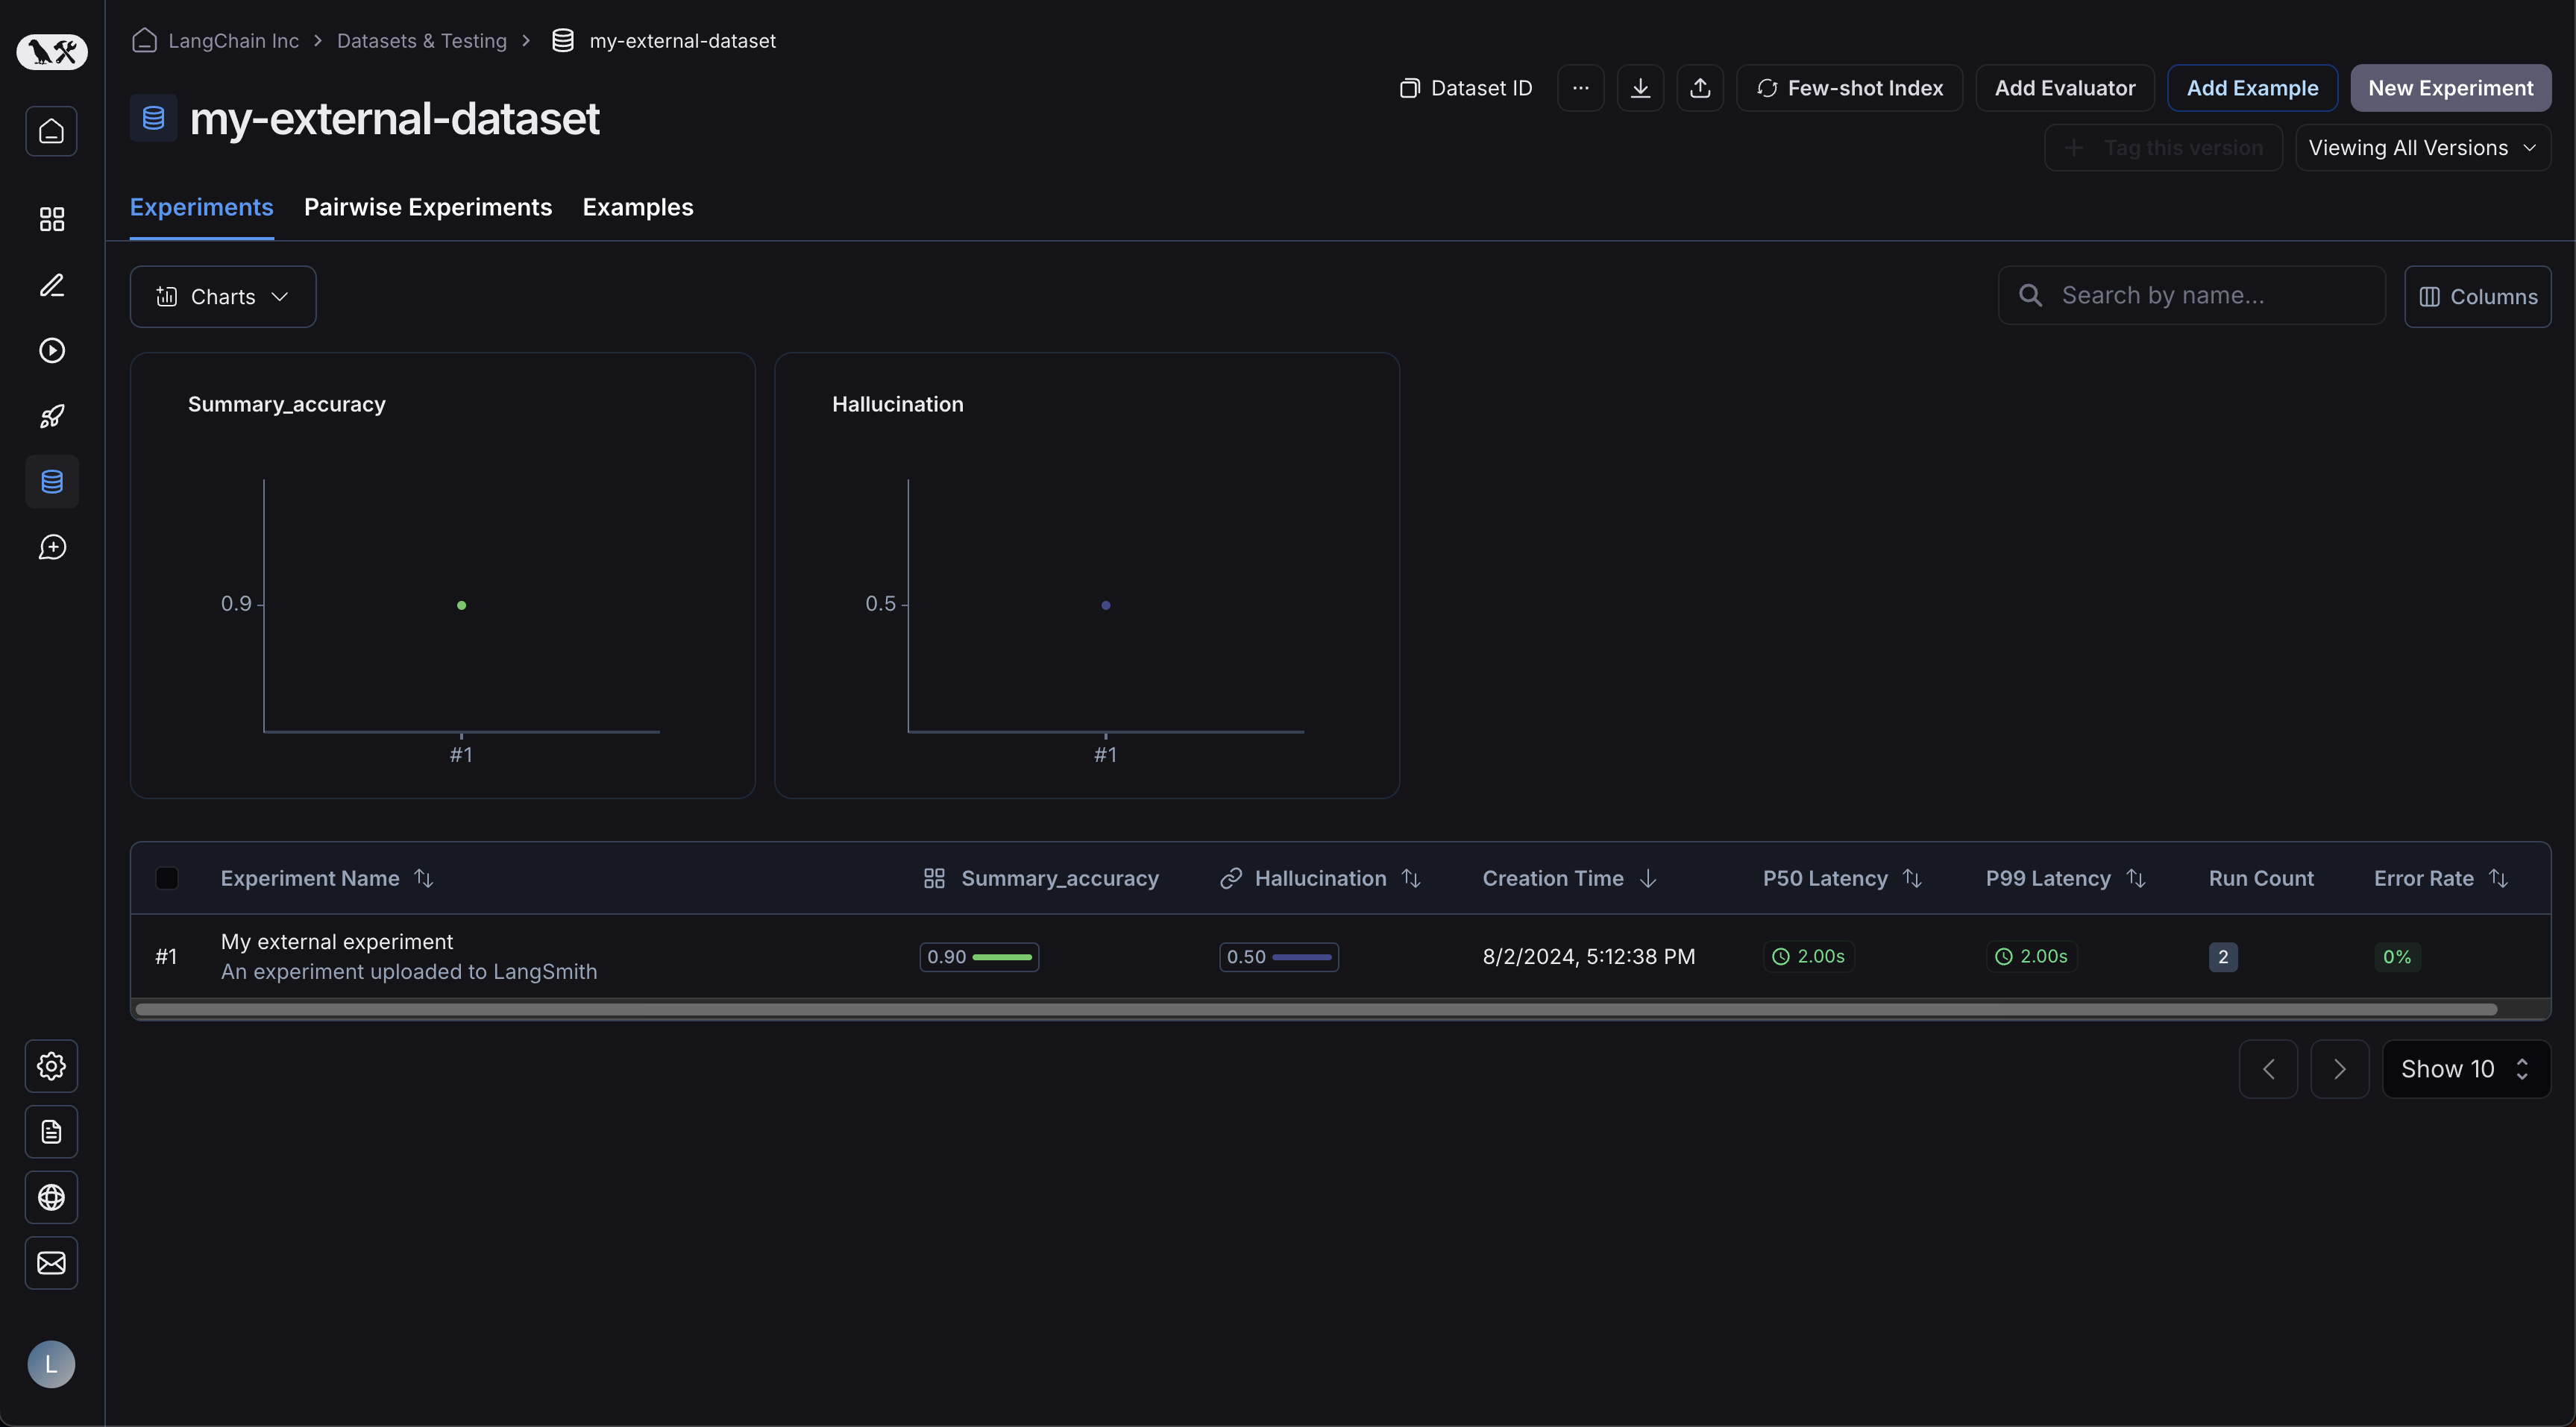 LangChain Inc > Datasets & Testing > my-external-dataset
Dataset ID ... Few-shot Index Add Evaluator Add Example New Experiment
my-external-dataset
+ Tag this version Viewing All Versions
Experiments Pairwise Experiments Examples
Charts Search by name... Columns
Summary_accuracy
0.9
#1
Hallucination
0.5
#1
Experiment Name Summary_accuracy Hallucination Creation Time P50 Latency P99 Latency Run Count Error Rate
#1 My external experiment 0.90 0.50 8/2/2024, 5:12:38 PM 2.00s 2.00s 2 0%
An experiment uploaded to LangSmith
Show 10
L